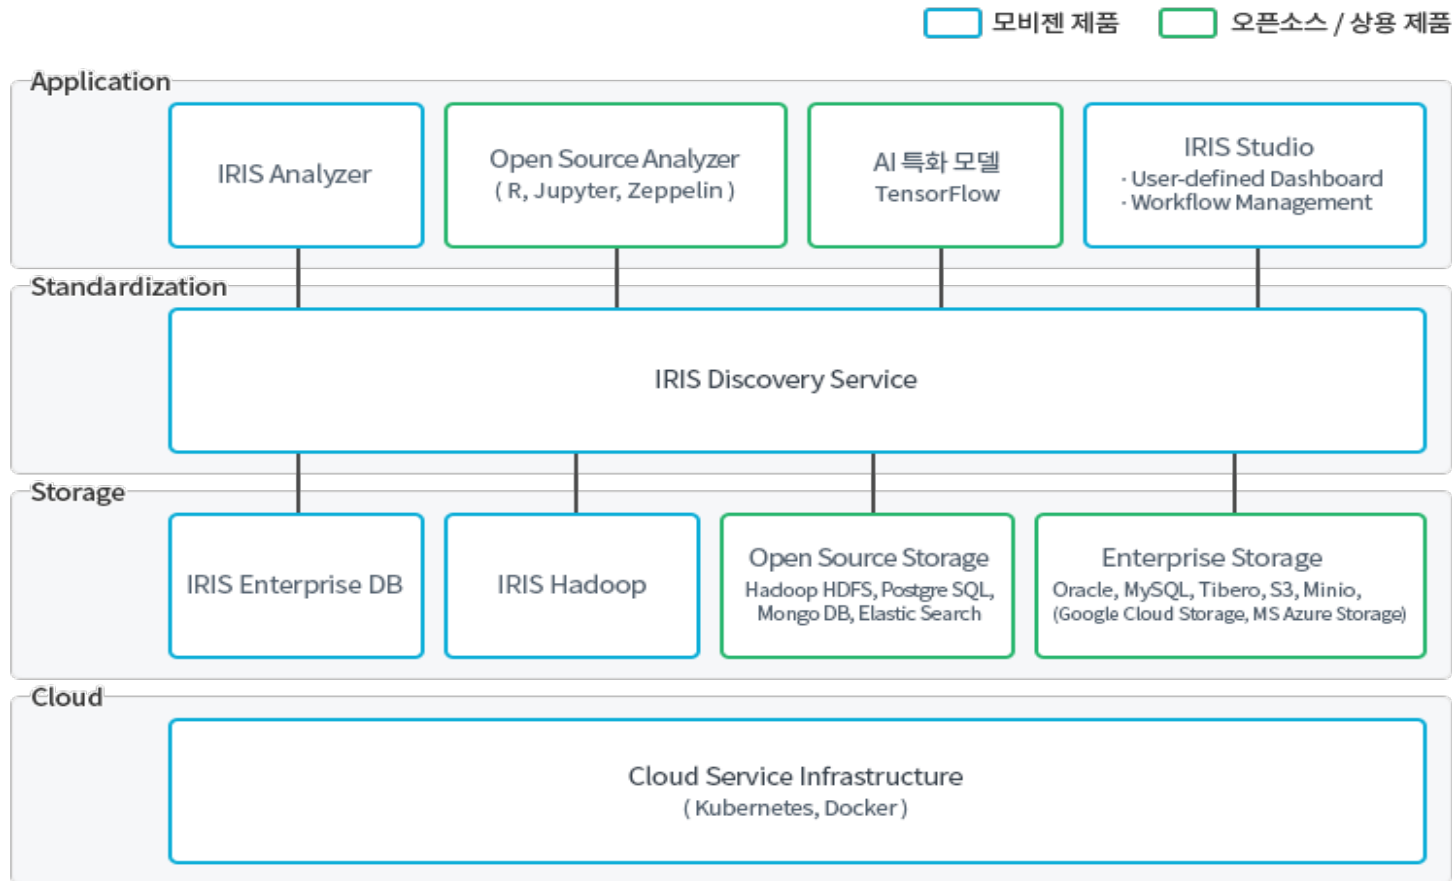 모비젠 제품
오픈소스 / 상용 제품
Application
IRIS Analyzer
Open Source Analyzer
( R, Jupyter, Zeppelin )
AI 특화 모델
TensorFlow
IRIS Studio
· User-defined Dashboard
· Workflow Management
Standardization
IRIS Discovery Service
Storage
IRIS Enterprise DB
IRIS Hadoop
Open Source Storage
Hadoop HDFS, Postgre SQL,
Mongo DB, Elastic Search
Enterprise Storage
Oracle, MySQL, Tibero, S3, Minio,
(Google Cloud Storage, MS Azure Storage)
Cloud
Cloud Service Infrastructure
( Kubernetes, Docker )